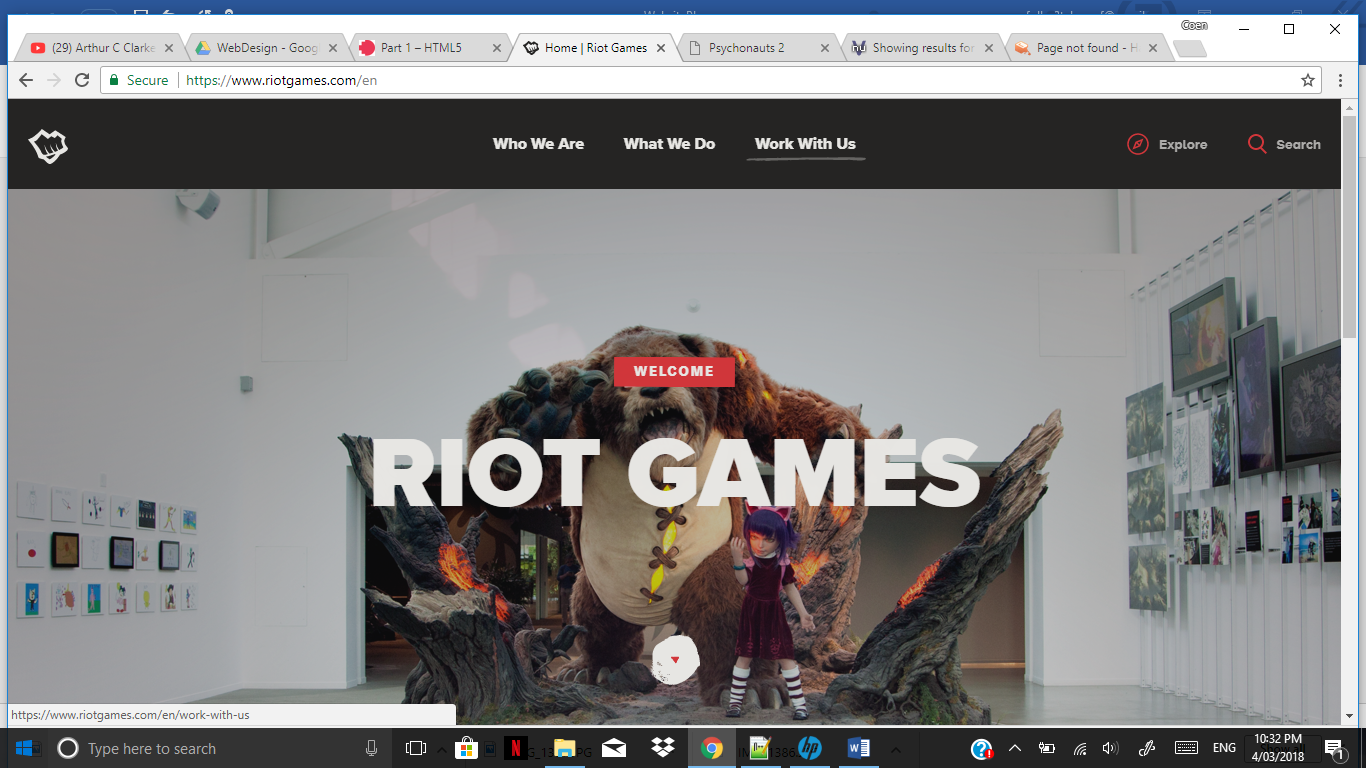 Coen
(29) Arthur C Clarke
WebDesign - Goog
Part 1 – HTML5
Home | Riot Games
Psychonauts 2
Showing results for
Page not found - H
Secure
https://www.riotgames.com/en
Who We Are
What We Do
Work With Us
Explore
Search
WELCOME
RIOT GAMES
https://www.riotgames.com/en/work-with-us
Type here to search
ENG
10:32 PM
4/03/2018
1